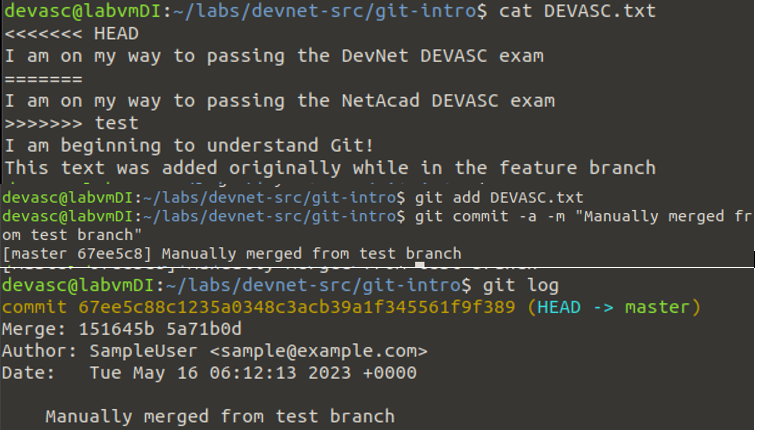 devasc@labvmDI:~/labs/devnet-src/git-intro$ cat DEVASC.txt
<<<<<<< HEAD
I am on my way to passing the DevNet DEVASC exam
=======
I am on my way to passing the NetAcad DEVASC exam
>>>>>>> test
I am beginning to understand Git!
This text was added originally while in the feature branch
devasc@labvmDI:~/labs/devnet-src/git-intro$ git add DEVASC.txt
devasc@labvmDI:~/labs/devnet-src/git-intro$ git commit -a -m "Manually merged fr
om test branch"
[master 67ee5c8] Manually merged from test branch
devasc@labvmDI:~/labs/devnet-src/git-intro$ git log
commit 67ee5c88c1235a0348c3acb39a1f345561f9f389 (HEAD -> master)
Merge: 151645b 5a71b0d
Author: SampleUser <sample@example.com>
Date:   Tue May 16 06:12:13 2023 +0000
    Manually merged from test branch